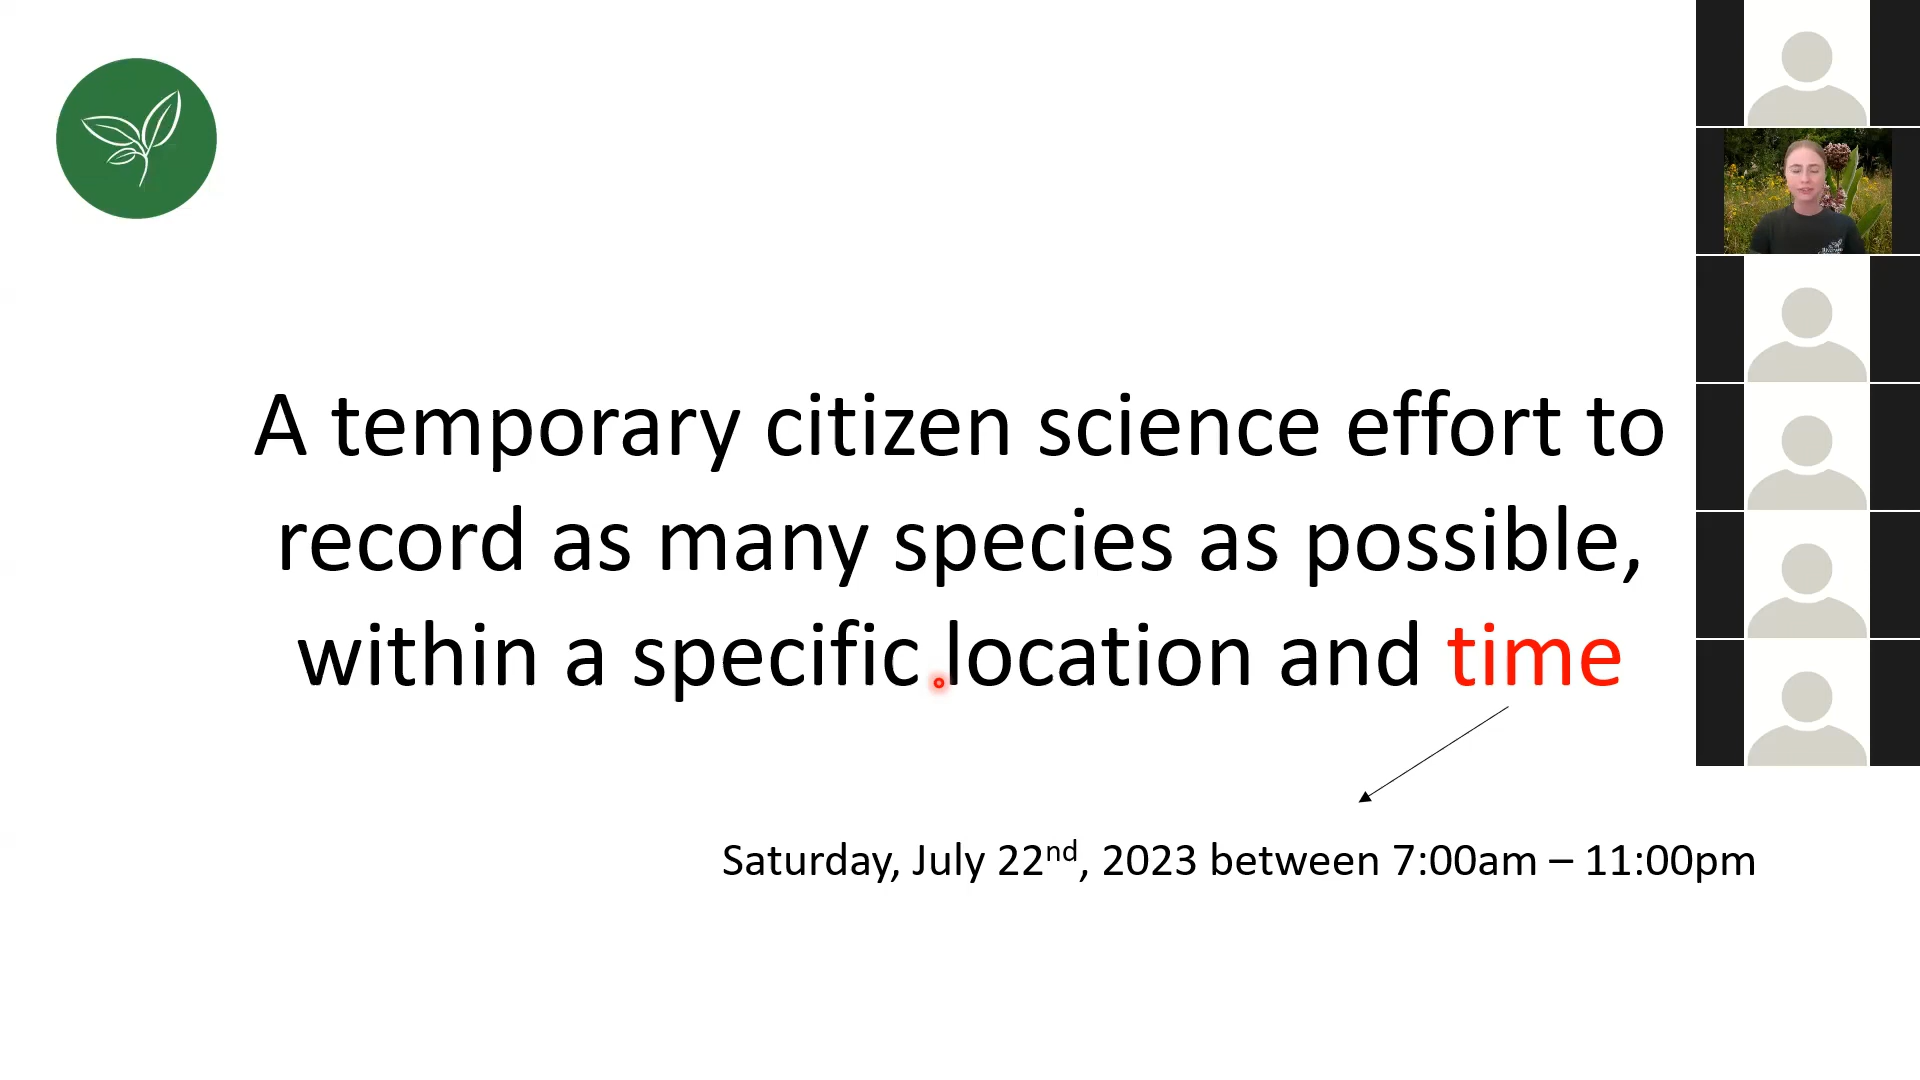 A temporary citizen science effort to
record as many species as possible,
within a specific location and time
Saturday, July 22nd, 2023 between 7:00am – 11:00pm